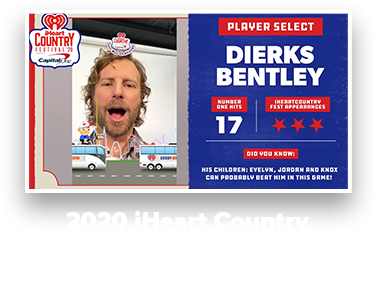 iHeart
COUNTRY
FESTIVAL '20
Capital One
PLAYER SELECT
DIERKS
BENTLEY
NUMBER
ONE HITS
17
IHEARTCOUNTRY
FEST APPEARANCES
DID YOU KNOW:
HIS CHILDREN: EVELYN, JORDAN AND KNOX
CAN PROBABLY BEAT HIM IN THIS GAME!
2020 iHeart Country